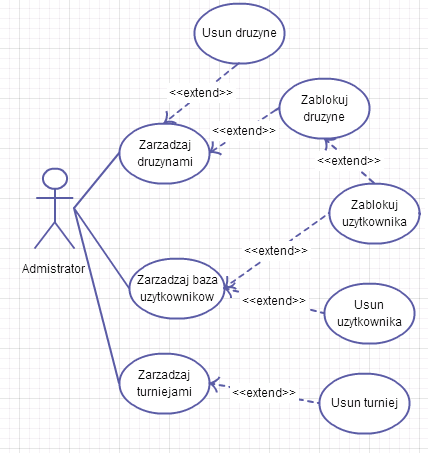 Usun druzyne
<<extend>>
Zablokuj
druzyne
<<extend>>
Zarzadzaj
druzynami
<<extend>>
Zablokuj
uzytkownika
<<extend>>
Admistrator
Zarzadzaj baza
uzytkownikow
<<extend>>
Usun
uzytkownika
Zarzadzaj
turniejami
<<extend>>
Usun turniej